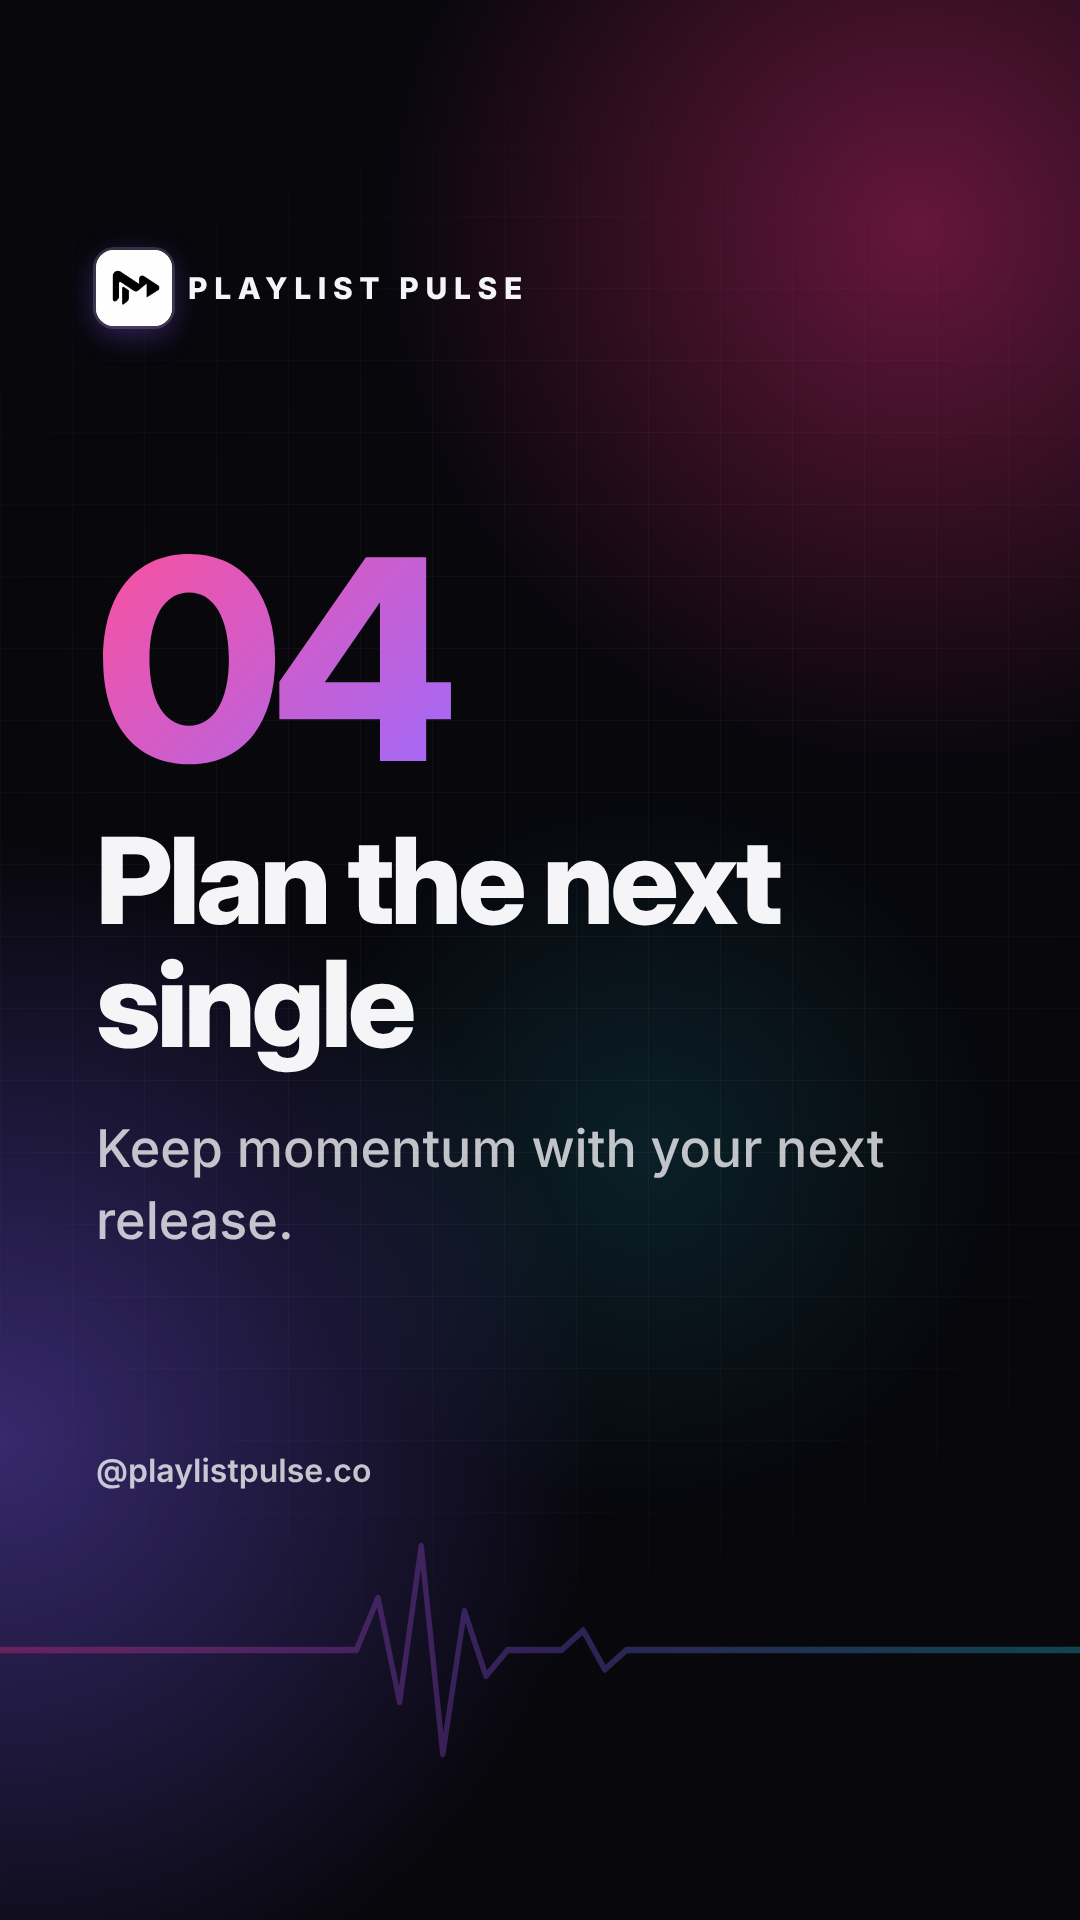 PLAYLIST PULSE
04
Plan the next
single
Keep momentum with your next
release.
@playlistpulse.co